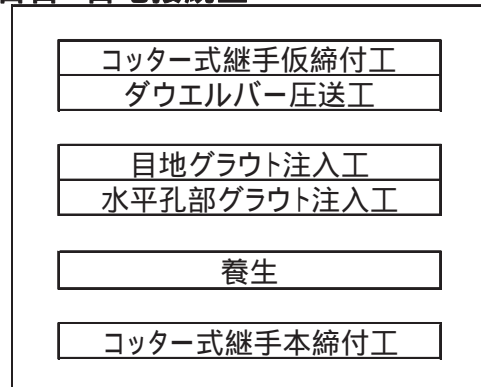 コッター式継手仮締付工
ダウエルバー圧送工
目地グラウト注入工
水平孔部グラウト注入工
養生
コッター式継手本締付工